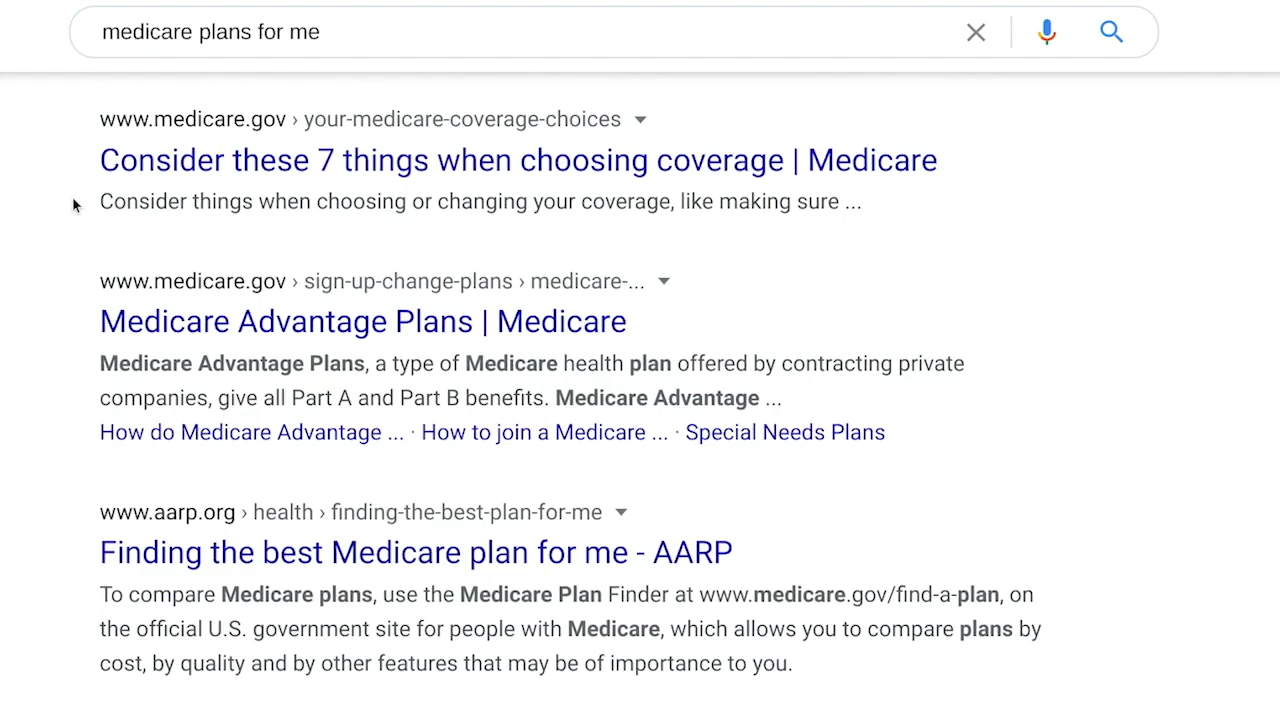 medicare plans for me
www.medicare.gov › your-medicare-coverage-choices
Consider these 7 things when choosing coverage | Medicare
Consider things when choosing or changing your coverage, like making sure ...
www.medicare.gov › sign-up-change-plans › medicare-...
Medicare Advantage Plans | Medicare
Medicare Advantage Plans, a type of Medicare health plan offered by contracting private
companies, give all Part A and Part B benefits. Medicare Advantage ...
How do Medicare Advantage ... · How to join a Medicare ... · Special Needs Plans
www.aarp.org › health › finding-the-best-plan-for-me
Finding the best Medicare plan for me - AARP
To compare Medicare plans, use the Medicare Plan Finder at www.medicare.gov/find-a-plan, on
the official U.S. government site for people with Medicare, which allows you to compare plans by
cost, by quality and by other features that may be of importance to you.